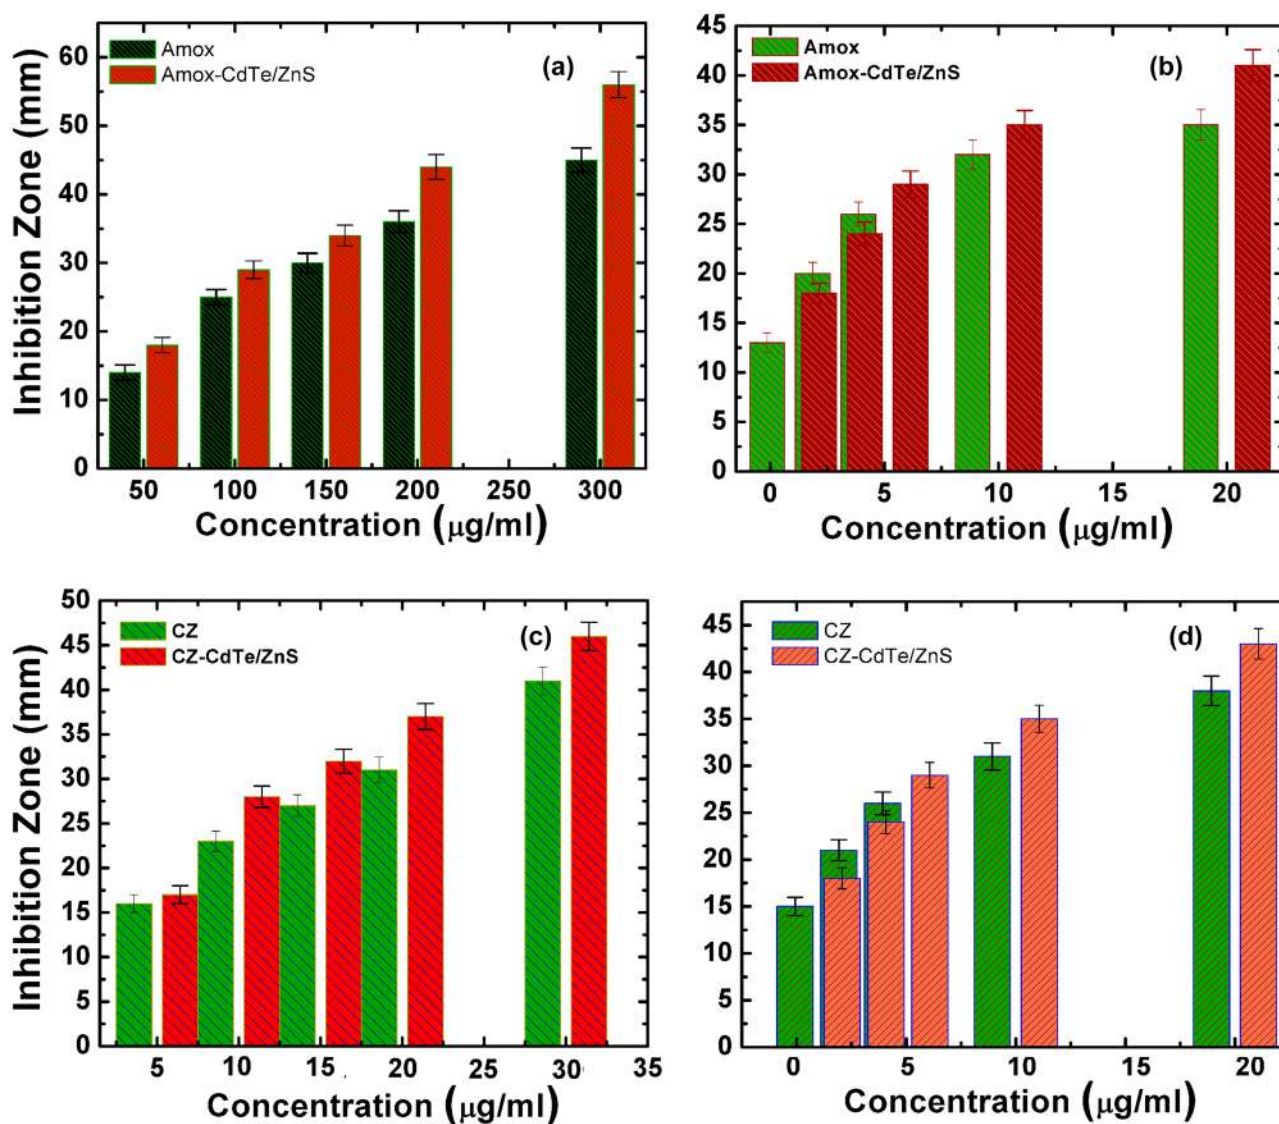 Inhibition Zone (mm)
60
50
40
30
20
10
0
Amox
Amox-CdTe/ZnS
(a)
50 100 150 200 250 300
Concentration (μg/ml)
45
40
35
30
25
20
15
10
5
0
Amox
Amox-CdTe/ZnS
(b)
0 5 10 15 20
Concentration (μg/ml)
Inhibition Zone (mm)
50
45
40
35
30
25
20
15
10
5
0
CZ
CZ-CdTe/ZnS
(c)
5 10 15 20 25 30 35
Concentration (μg/ml)
45
40
35
30
25
20
15
10
5
0
CZ
CZ-CdTe/ZnS
(d)
0 5 10 15 20
Concentration (μg/ml)